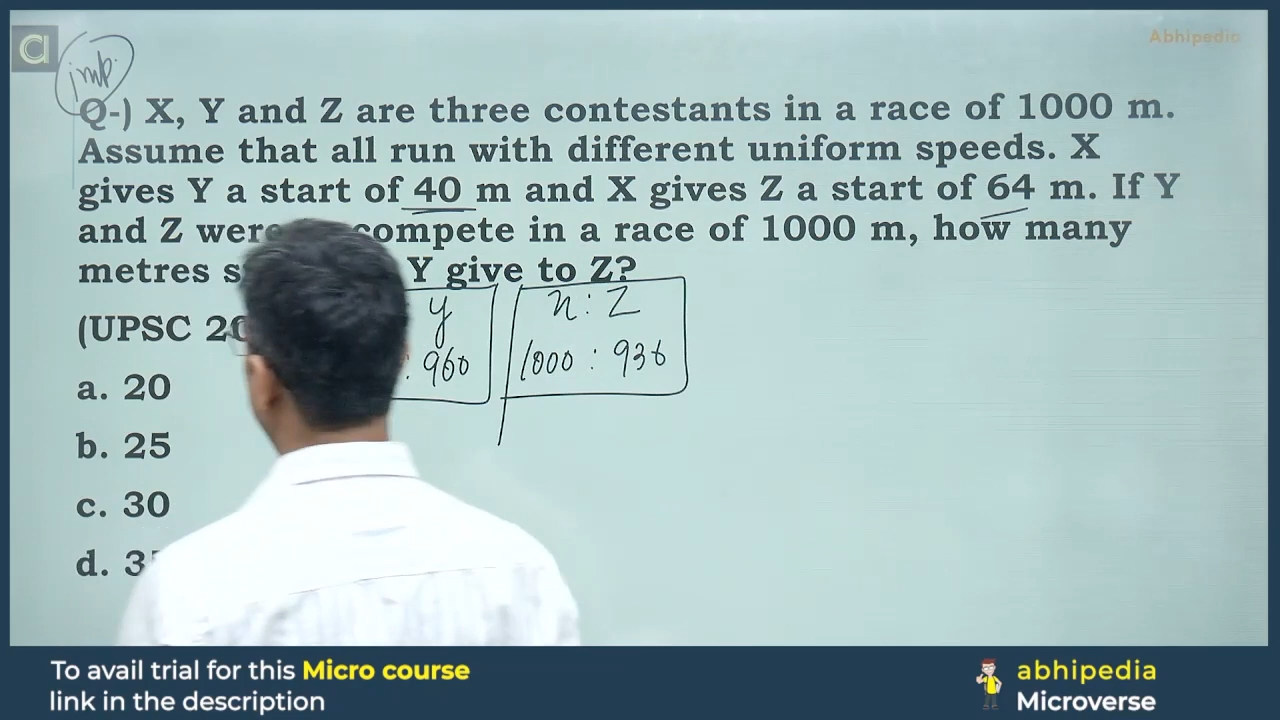 Abhipedia
imp.
Q-) X, Y and Z are three contestants in a race of 1000 m.
Assume that all run with different uniform speeds. X
gives Y a start of 40 m and X gives Z a start of 64 m. If Y
and Z were compete in a race of 1000 m, how many
metres Y give to Z?
(UPSC
y
: 960
x : Z
1000 : 936
a. 20
b. 25
c. 30
d.
To avail trial for this Micro course
link in the description
abhipedia
Microverse